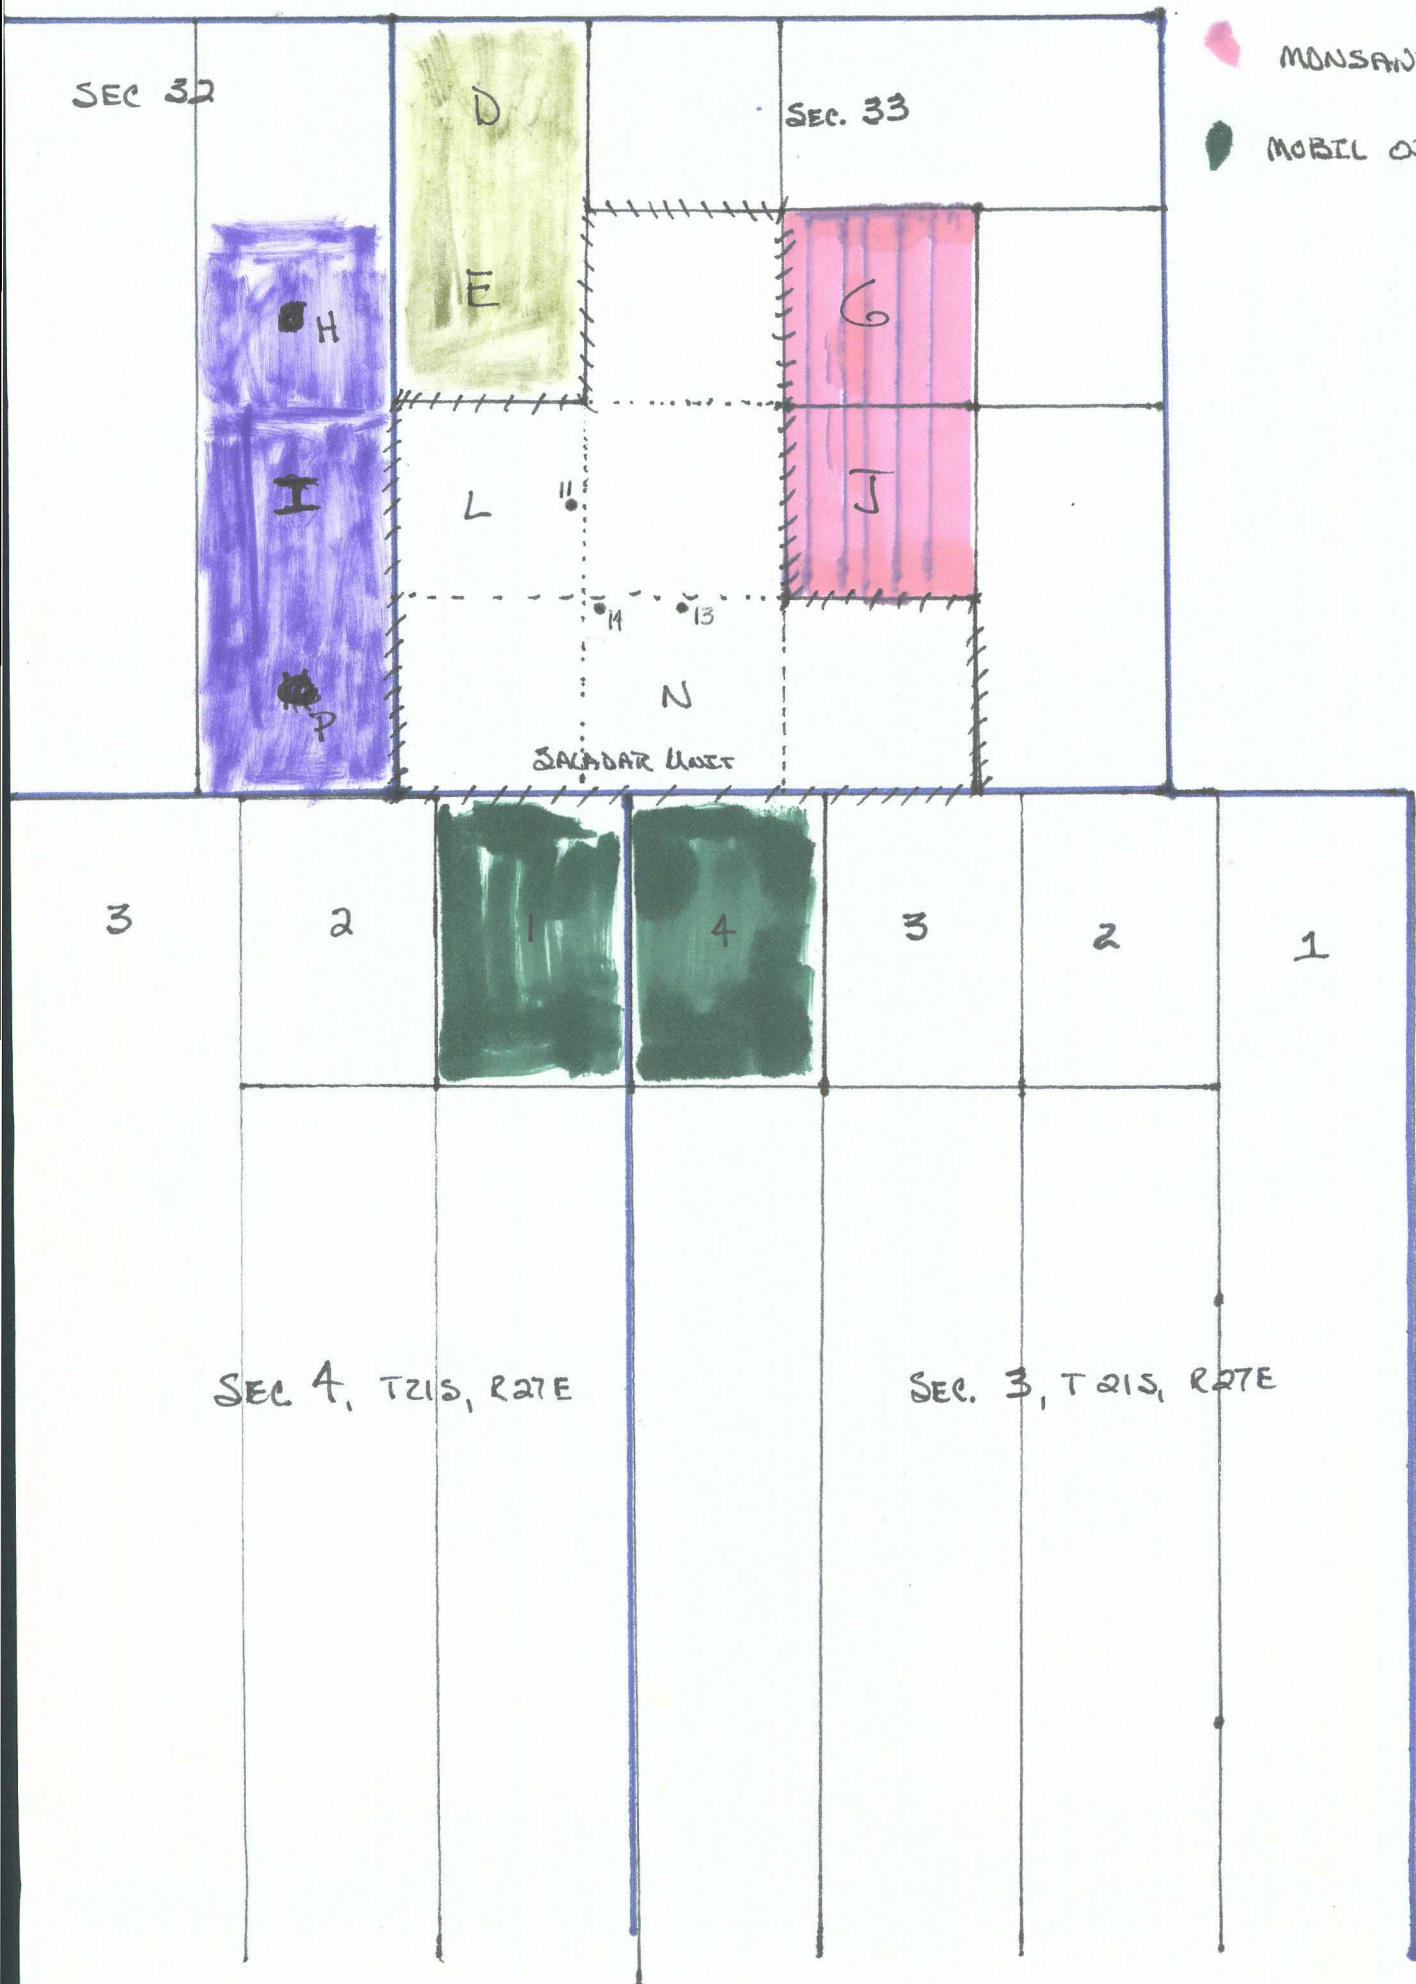 MONSAN
SEC 32
D
SEC. 33
MOBIL O
E
G
H
I
L
11
J
14
13
P
N
SALADAR UNIT
3
2
1
4
3
2
1
SEC. 4, T21S, R27E
SEC. 3, T21S, R27E